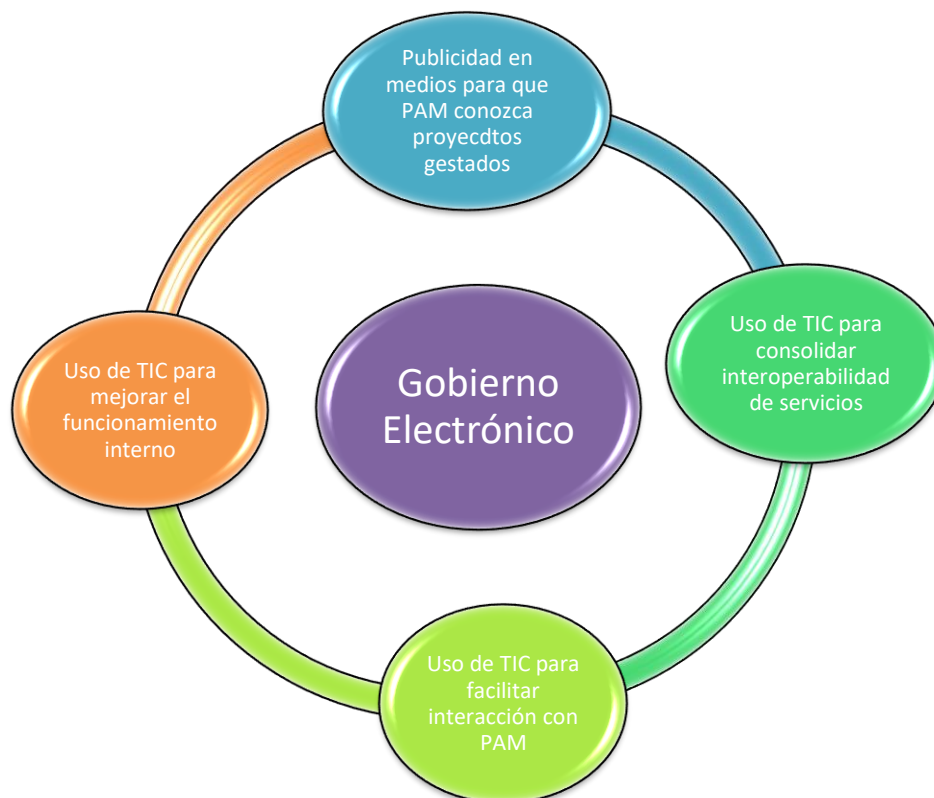 Publicidad en
medios para que
PAM conozca
proyecdtos
gestados
Uso de TIC para
consolidar
interoperabilidad
de servicios
Uso de TIC para
facilitar
interacción con
PAM
Uso de TIC para
mejorar el
funcionamiento
interno
Gobierno
Electrónico